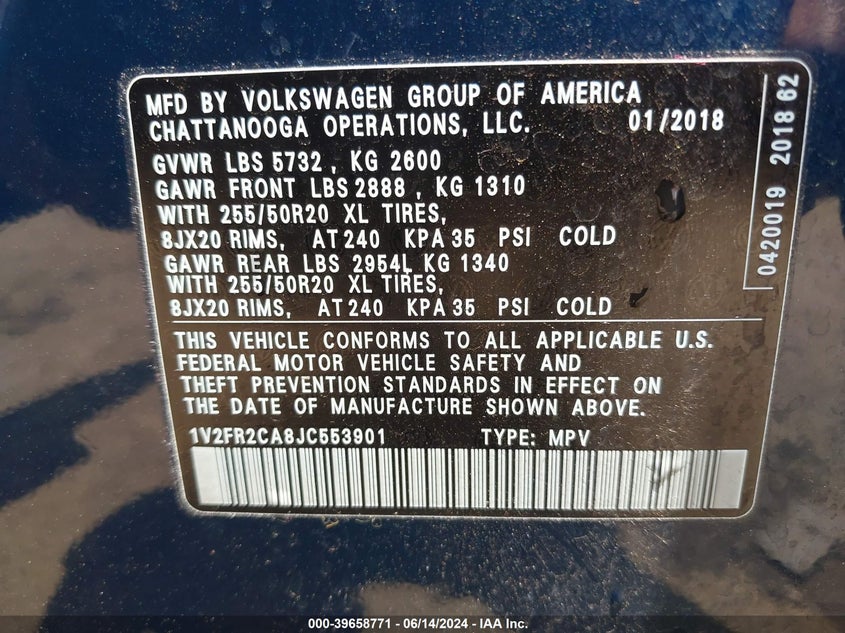 MFD BY VOLKSWAGEN GROUP OF AMERICA
CHATTANOOGA OPERATIONS, LLC. 01/2018
GVWR LBS 5732, KG 2600
GAWR FRONT LBS 2888, KG 1310
WITH 255/50R20 XL TIRES,
8JX20 RIMS, AT 240 KPA 35 PSI COLD
GAWR REAR LBS 2954L KG 1340
WITH 255/50R20 XL TIRES,
8JX20 RIMS, AT 240 KPA 35 PSI COLD
THIS VEHICLE CONFORMS TO ALL APPLICABLE U.S.
FEDERAL MOTOR VEHICLE SAFETY AND
THEFT PREVENTION STANDARDS IN EFFECT ON
THE DATE OF MANUFACTURE SHOWN ABOVE.
1V2FR2CA8JC553901 TYPE: MPV
0420019 2018 62
000-39658771 - 06/14/2024 - IAA Inc.